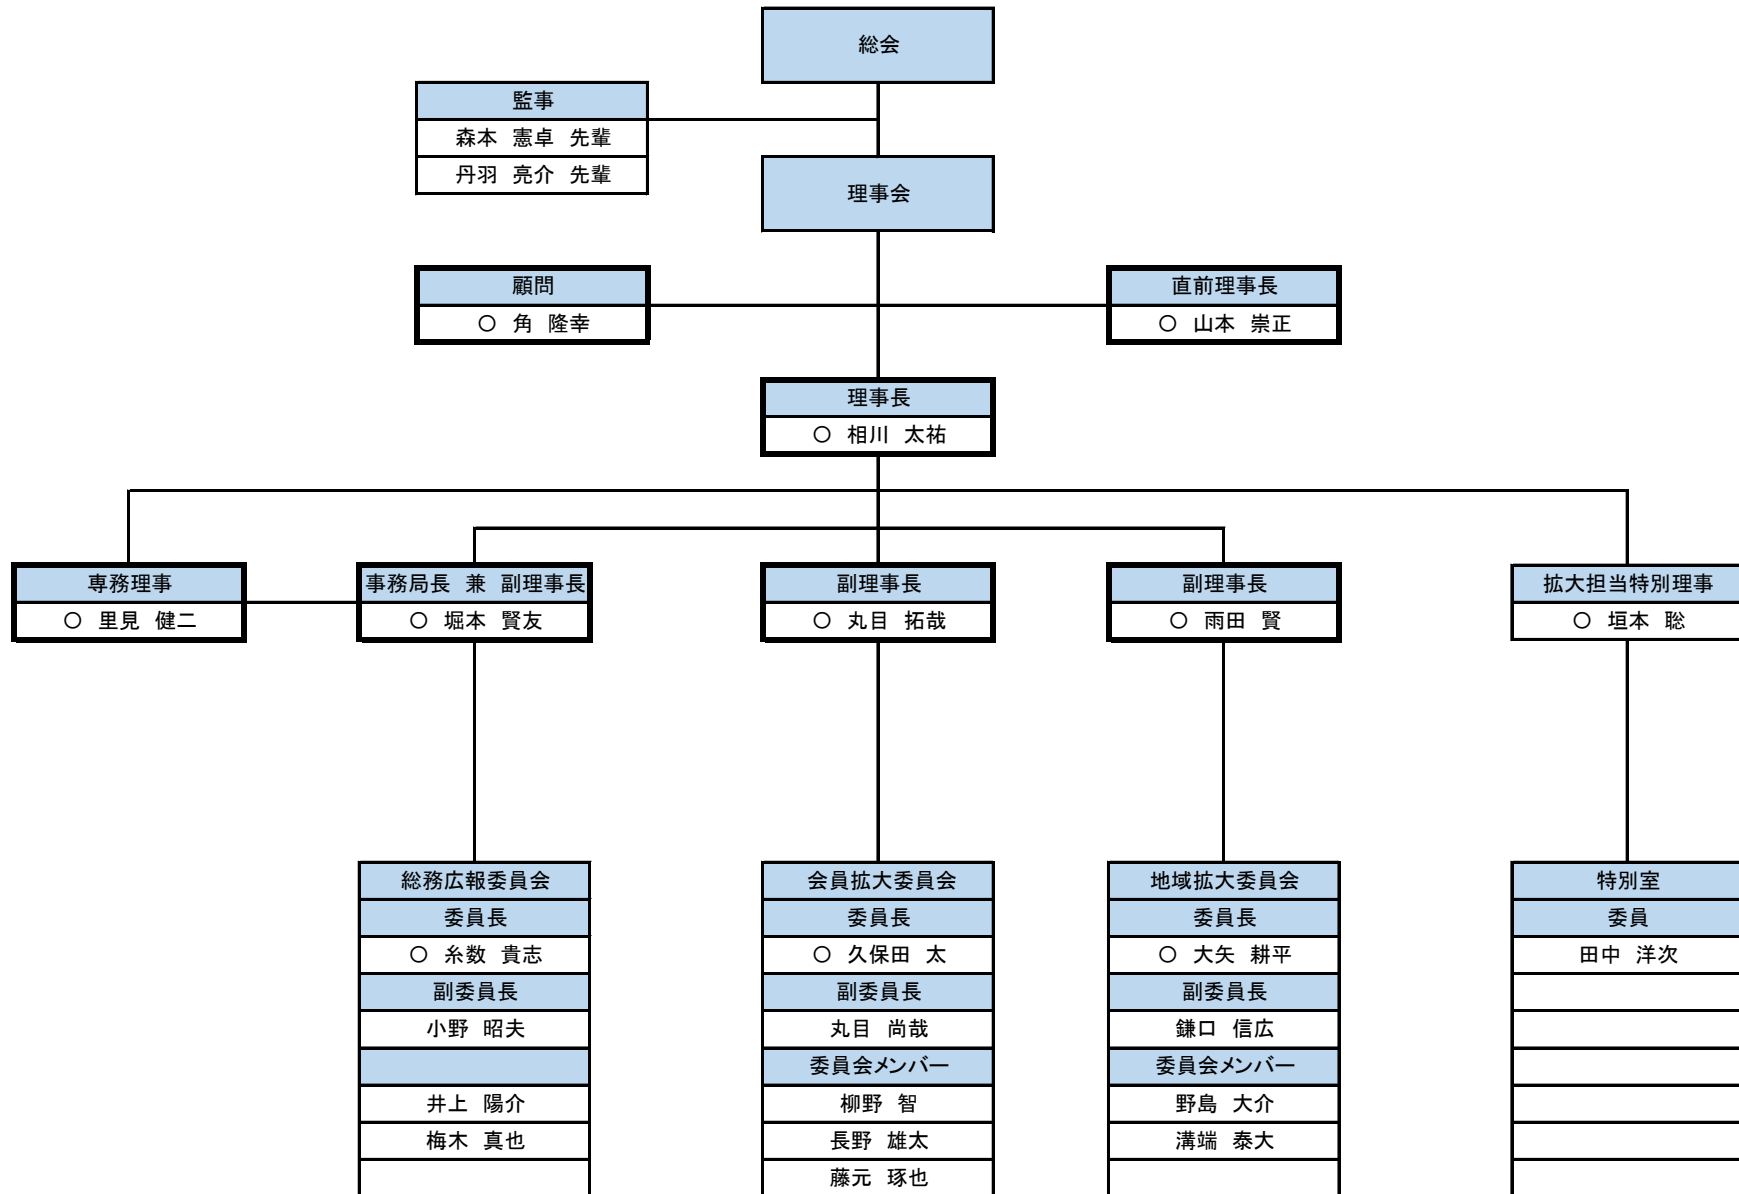 総会
監事
森本 憲卓 先輩
丹羽 亮介 先輩
理事会
顧問
〇 角 隆幸
直前理事長
〇 山本 崇正
理事長
〇 相川 太祐
専務理事
〇 里見 健二
事務局長 兼 副理事長
〇 堀本 賢友
副理事長
〇 丸目 拓哉
副理事長
〇 雨田 賢
拡大担当特別理事
〇 垣本 聡
総務広報委員会
委員長
〇 糸数 貴志
副委員長
小野 昭夫
井上 陽介
梅木 真也
会員拡大委員会
委員長
〇 久保田 太
副委員長
丸目 尚哉
委員会メンバー
柳野 智
長野 雄太
藤元 琢也
地域拡大委員会
委員長
〇 大矢 耕平
副委員長
鎌口 信広
委員会メンバー
野島 大介
溝端 泰大
特別室
委員
田中 洋次